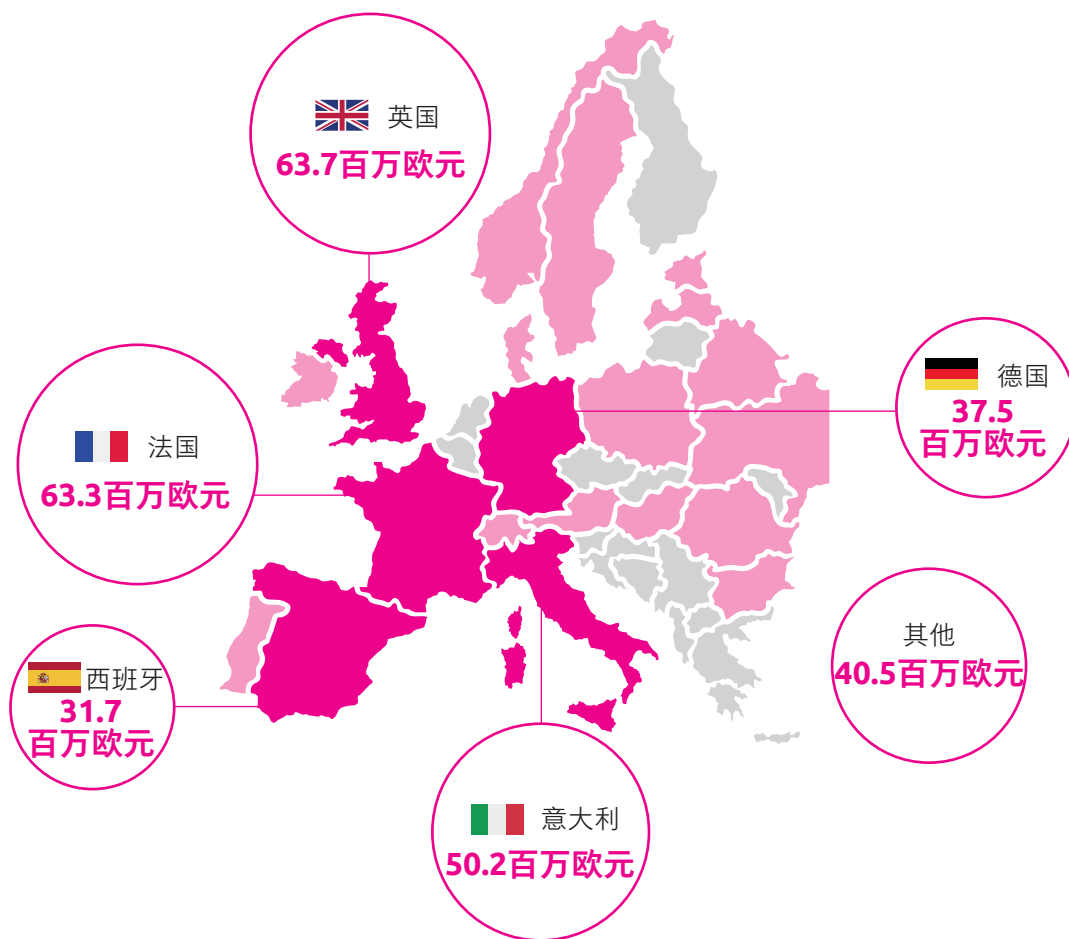 英国
63.7百万欧元
法国
63.3百万欧元
德国
37.5
百万欧元
其他
40.5百万欧元
西班牙
31.7
百万欧元
意大利
50.2百万欧元